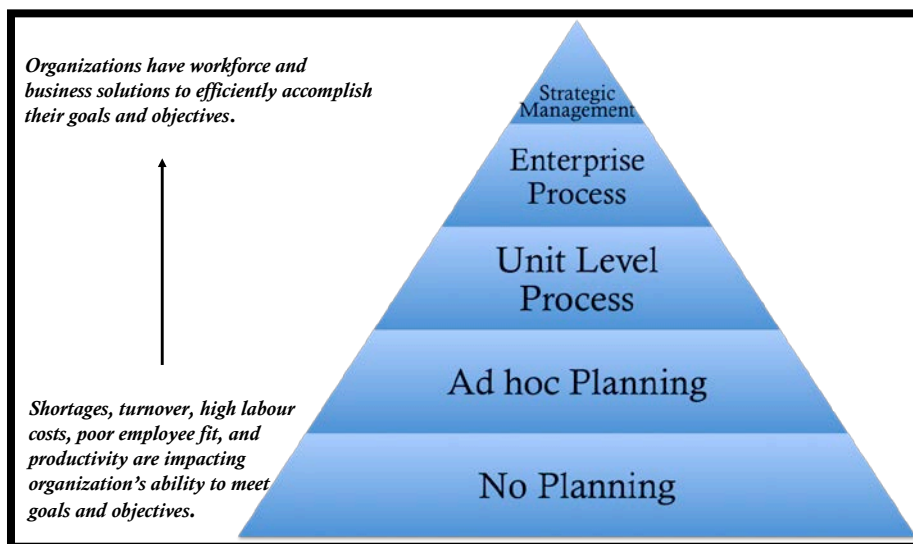 Organizations have workforce and
business solutions to efficiently accomplish
their goals and objectives.
Strategic
Management
Enterprise
Process
Unit Level
Process
Ad hoc Planning
Shortages, turnover, high labour
costs, poor employee fit, and
productivity are impacting
organization's ability to meet
goals and objectives.
No Planning